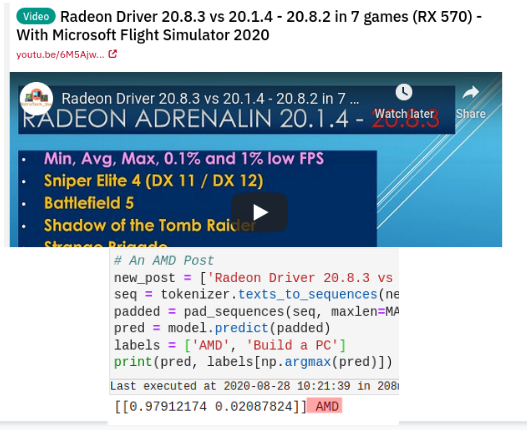 Video Radeon Driver 20.8.3 vs 20.1.4 - 20.8.2 in 7 games (RX 570) -
With Microsoft Flight Simulator 2020
youtu.be/6M5Ajw...
Radeon Driver 20.8.3 vs 20.1.4 - 20.8.2 in 7 ...
Watch later
Share
RADEON ADRENALIN 20.1.4 - 20.8.3
• Min, Avg, Max, 0.1% and 1% low FPS
• Sniper Elite 4 (DX 11 / DX 12)
• Battlefield 5
• Shadow of the Tomb Raider
Strange Brigade
# An AMD Post
new_post = ['Radeon Driver 20.8.3 vs
seq = tokenizer.texts_to_sequences(ne
padded = pad_sequences(seq, maxlen=MA
pred = model.predict(padded)
labels = ['AMD', 'Build a PC']
print(pred, labels[np.argmax(pred)])
Last executed at 2020-08-28 10:21:39 in 208m
[[0.97912174 0.02087824]] AMD